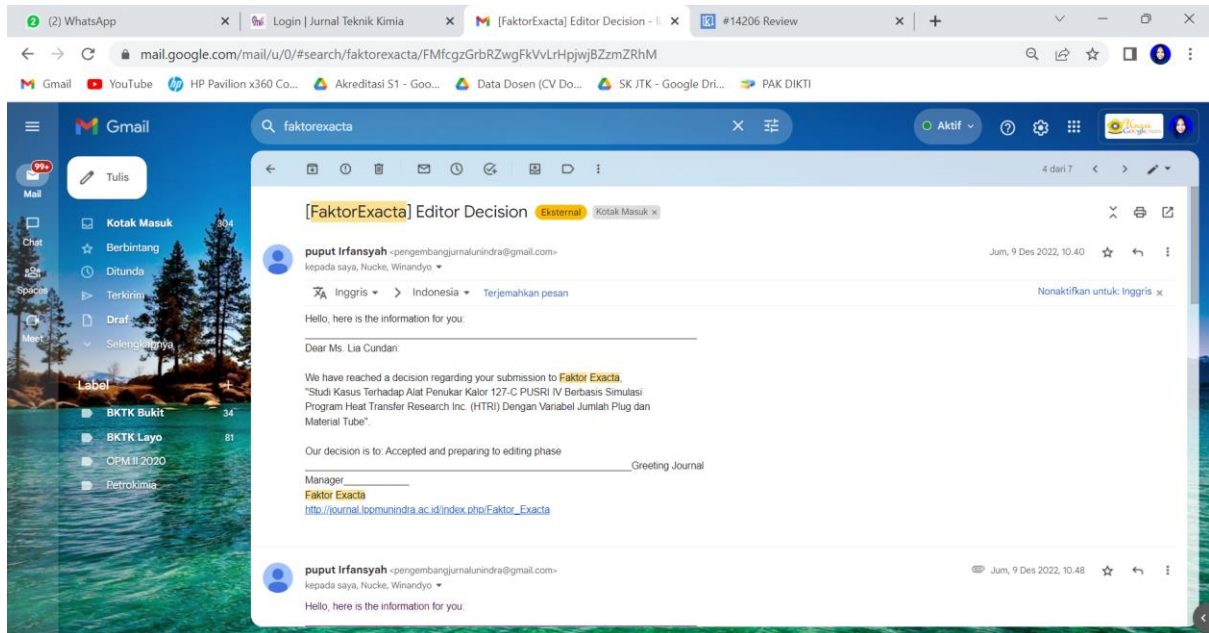 (2) WhatsApp
Login | Jurnal Teknik Kimia
[FaktorExacta] Editor Decision -
#14206 Review
mail.google.com/mail/u/0/#search/faktorexacta/FMfcgzGrbRZwgFkVvLrHpjwjBZzmZRhM
Gmail
YouTube
HP Pavilion x360 Co...
Akreditasi S1 - Goo...
Data Dosen (CV Do...
SK JTK - Google Dri...
PAK DIKTI
Gmail
faktorexacta
Aktif
99+
Mail
Chat
Spaces
Meet
Tulis
Kotak Masuk 304
Berbintang
Ditunda
Terkirim
Draf
Selengkapnya
Label
BKTK Bukit 34
BKTK Layo 81
OPM II 2020
Petrokimia
4 dari 7
[FaktorExacta] Editor Decision Eksternal Kotak Masuk x
puput Irfansyah <pengembangjurnalunindra@gmail.com> Jum, 9 Des 2022, 10.40
kepada saya, Nucke, Winandyo
Inggris > Indonesia Terjemahkan pesan Nonaktifkan untuk: Inggris x
Hello, here is the information for you:
Dear Ms. Lia Cundari:
We have reached a decision regarding your submission to Faktor Exacta,
"Studi Kasus Terhadap Alat Penukar Kalor 127-C PUSRI IV Berbasis Simulasi
Program Heat Transfer Research Inc. (HTRI) Dengan Variabel Jumlah Plug dan
Material Tube".
Our decision is to: Accepted and preparing to editing phase
Greeting Journal
Manager
Faktor Exacta
http://journal.lppmunindra.ac.id/index.php/Faktor_Exacta
puput Irfansyah <pengembangjurnalunindra@gmail.com> Jum, 9 Des 2022, 10.48
kepada saya, Nucke, Winandyo
Hello, here is the information for you: